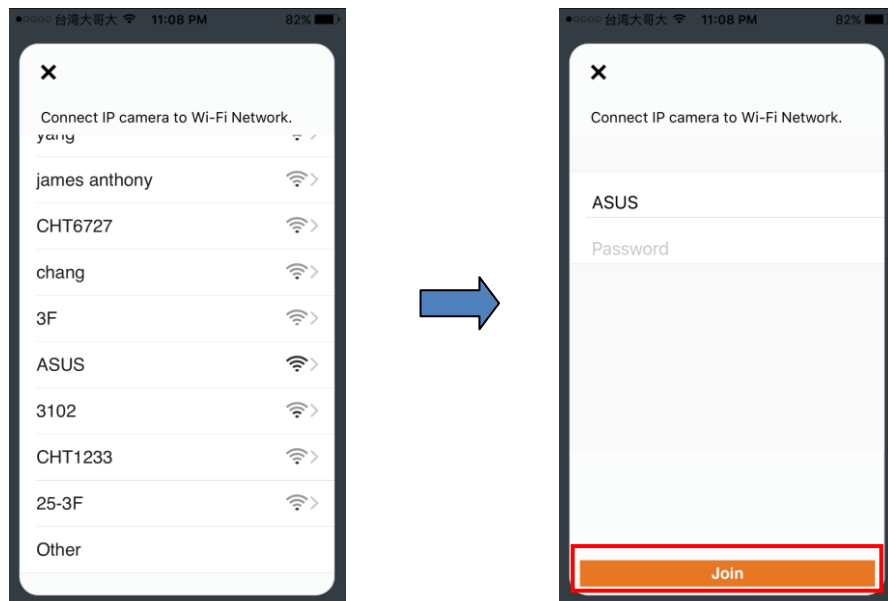 台湾大哥大 11:08 PM 82%
Connect IP camera to Wi-Fi Network.
yang
james anthony
CHT6727
chang
3F
ASUS
3102
CHT1233
25-3F
Other
台湾大哥大 11:08 PM 82%
Connect IP camera to Wi-Fi Network.
ASUS
Password
Join